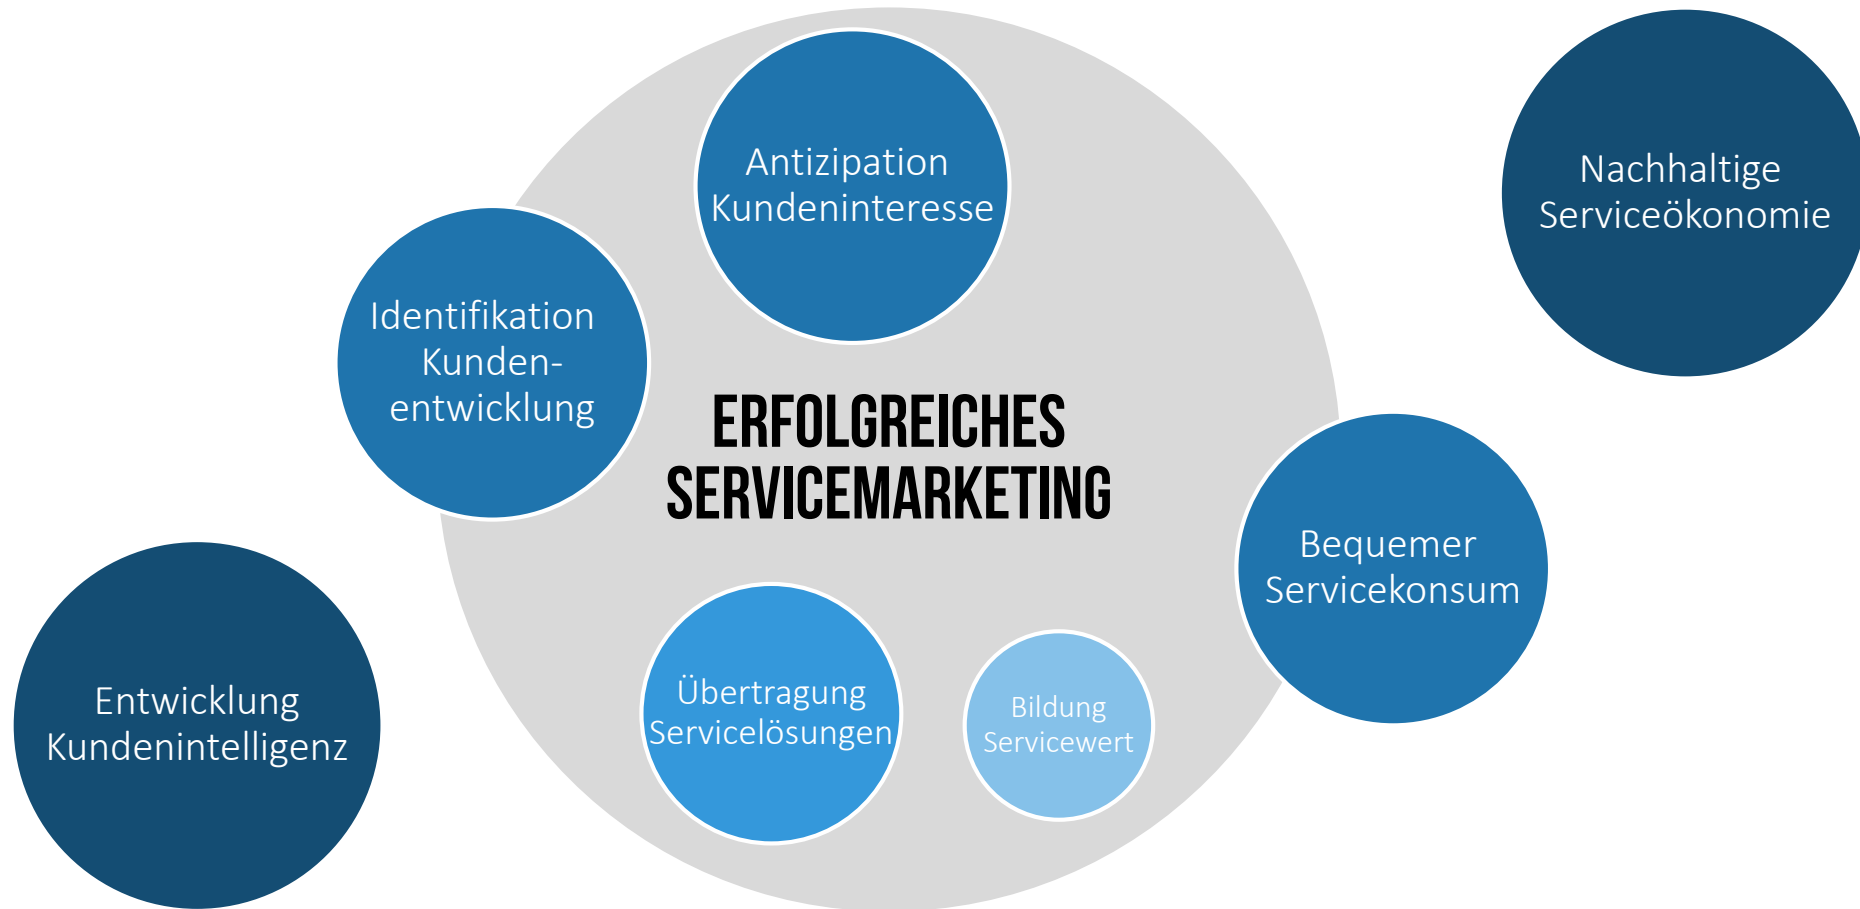 Antizipation
Kundeninteresse
Nachhaltige
Serviceökonomie
Identifikation
Kunden-
entwicklung
ERFOLGREICHES
SERVICEMARKETING
Bequemer
Servicekonsum
Entwicklung
Kundenintelligenz
Übertragung
Servicelösungen
Bildung
Servicewert